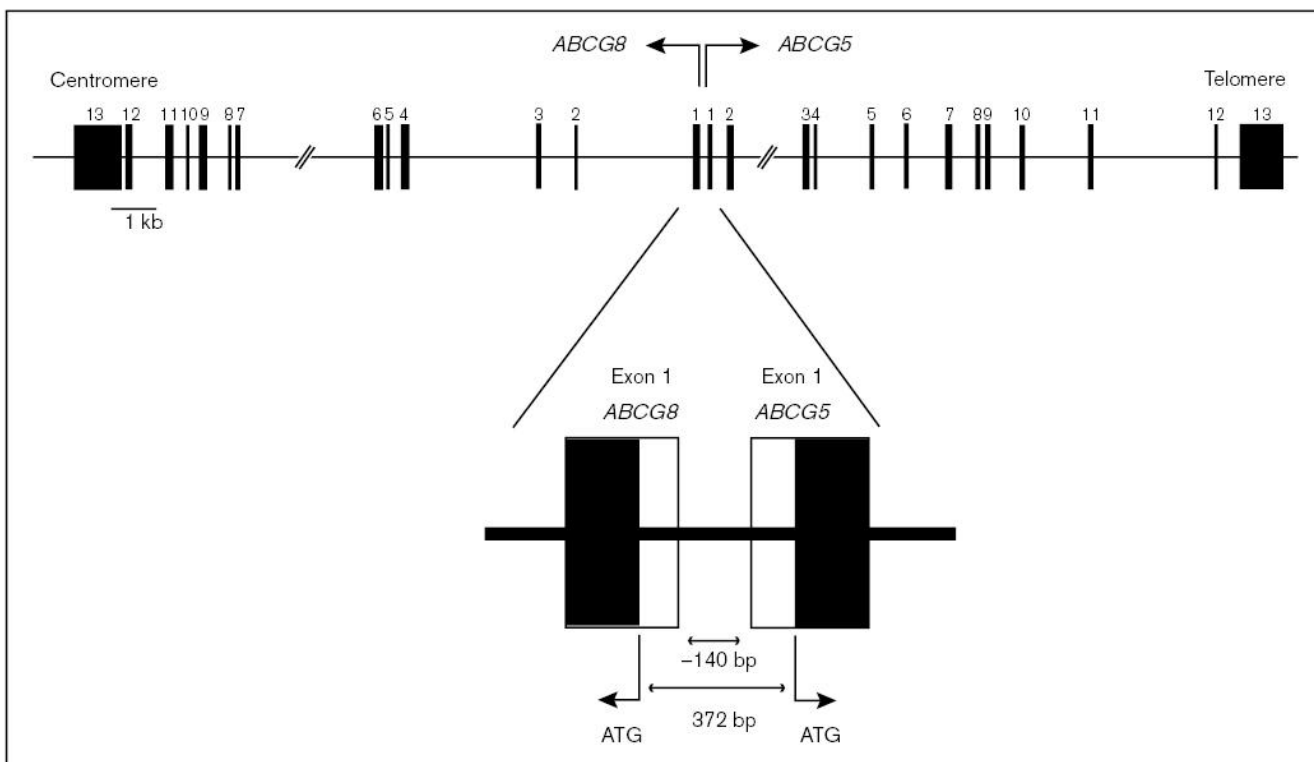 ABCG8 ABCG5
Centromere Telomere
13 12 11 10 9 8 7 6 5 4 3 2 1 1 2 3 4 5 6 7 8 9 10 11 12 13
1 kb
Exon 1 Exon 1
ABCG8 ABCG5
–140 bp
372 bp
ATG ATG